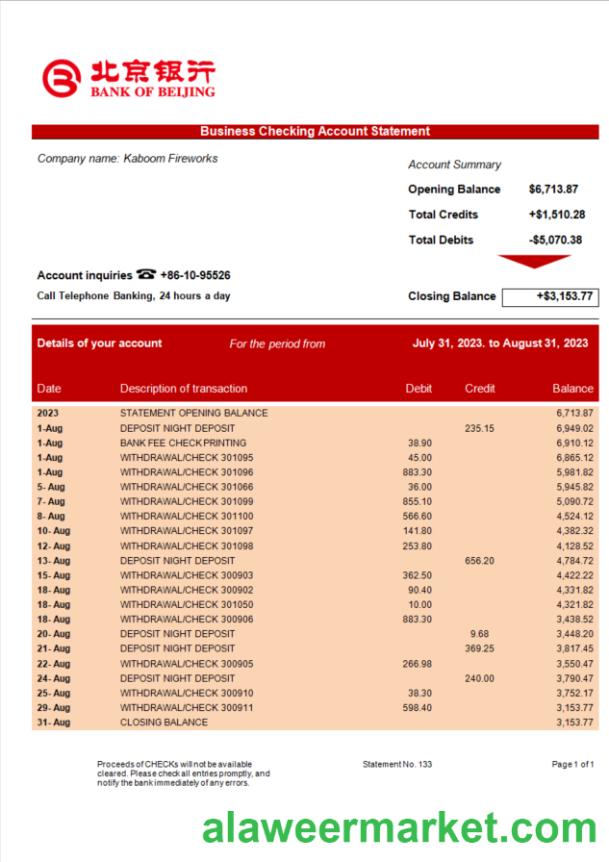 北京银行
BANK OF BEIJING
Business Checking Account Statement
Company name: Kaboom Fireworks
Account Summary
Opening Balance $6,713.87
Total Credits +$1,510.28
Total Debits -$5,070.38
Account inquiries ☎ +86-10-95526
Call Telephone Banking, 24 hours a day
Closing Balance +$3,153.77
Details of your account For the period from July 31, 2023. to August 31, 2023
Date Description of transaction Debit Credit Balance
2023 STATEMENT OPENING BALANCE 6,713.87
1-Aug DEPOSIT NIGHT DEPOSIT 235.15 6,949.02
1-Aug BANK FEE CHECK PRINTING 38.90 6,910.12
1-Aug WITHDRAWAL/CHECK 301095 45.00 6,865.12
1-Aug WITHDRAWAL/CHECK 301096 883.30 5,981.82
5- Aug WITHDRAWAL/CHECK 301066 36.00 5,945.82
7- Aug WITHDRAWAL/CHECK 301099 855.10 5,090.72
8- Aug WITHDRAWAL/CHECK 301100 566.60 4,524.12
10- Aug WITHDRAWAL/CHECK 301097 141.80 4,382.32
12- Aug WITHDRAWAL/CHECK 301098 253.80 4,128.52
13- Aug DEPOSIT NIGHT DEPOSIT 656.20 4,784.72
15- Aug WITHDRAWAL/CHECK 300903 362.50 4,422.22
18- Aug WITHDRAWAL/CHECK 300902 90.40 4,331.82
18- Aug WITHDRAWAL/CHECK 301050 10.00 4,321.82
18- Aug WITHDRAWAL/CHECK 300906 883.30 3,438.52
20- Aug DEPOSIT NIGHT DEPOSIT 9.68 3,448.20
21- Aug DEPOSIT NIGHT DEPOSIT 369.25 3,817.45
22- Aug WITHDRAWAL/CHECK 300905 266.98 3,550.47
24- Aug DEPOSIT NIGHT DEPOSIT 240.00 3,790.47
25- Aug WITHDRAWAL/CHECK 300910 38.30 3,752.17
29- Aug WITHDRAWAL/CHECK 300911 598.40 3,153.77
31- Aug CLOSING BALANCE 3,153.77
Proceeds of CHECKs will not be available
cleared. Please check all entries promptly, and
notify the bank immediately of any errors.
Statement No. 133
Page 1 of 1
alaweermarket.com